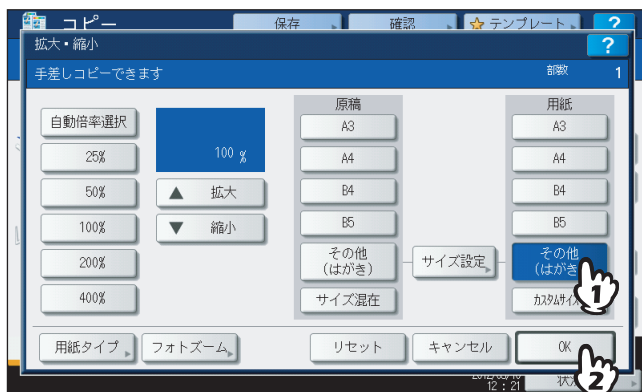 コピー 保存 確認 テンプレート ?
拡大・縮小 ?
手差しコピーできます 部数 1
原稿 用紙
自動倍率選択 100 % A3 A3
25% A4 A4
50% ▲ 拡大 B4 B4
100% ▼ 縮小 B5 B5
200% その他
(はがき) サイズ設定 その他
(はがき
400% サイズ混在 カスタムサイ
1
用紙タイプ フォトズーム リセット キャンセル OK
2
12:21